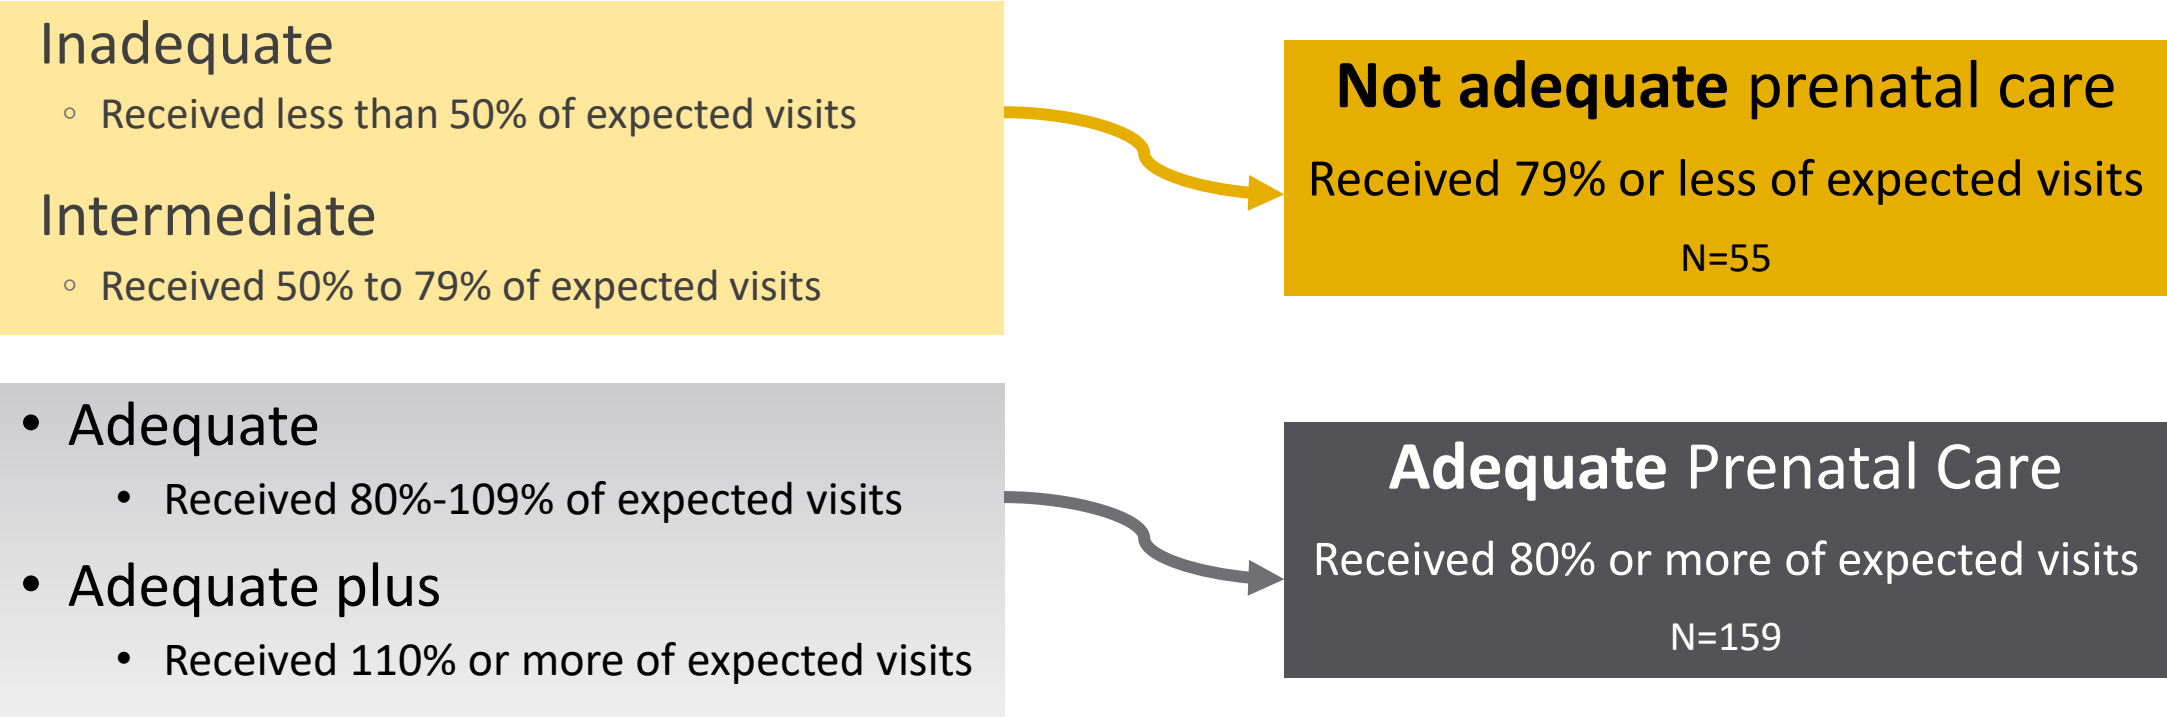 Inadequate
◦ Received less than 50% of expected visits
Intermediate
◦ Received 50% to 79% of expected visits
Not adequate prenatal care
Received 79% or less of expected visits
N=55
• Adequate
• Received 80%-109% of expected visits
• Adequate plus
• Received 110% or more of expected visits
Adequate Prenatal Care
Received 80% or more of expected visits
N=159